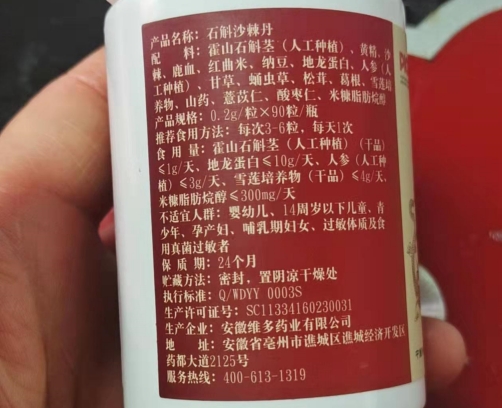 产品名称: 石斛沙棘丹
配 料: 霍山石斛茎 (人工种植) 、黄精、沙
棘、鹿血、红曲米、纳豆、地龙蛋白、人参 (人
工种植) 、甘草、蛹虫草、松茸、葛根、雪莲培
养物、山药、薏苡仁、酸枣仁、米糠脂肪烷醇
产品规格: 0.2g/粒×90粒/瓶
推荐食用方法: 每次3-6粒, 每天1次
食 用 量: 霍山石斛茎 (人工种植) (干品)
≤1g/天、地龙蛋白≤10g/天、人参 (人工种
植) ≤3g/天、雪莲培养物 (干品) ≤4g/天、
米糠脂肪烷醇≤300mg/天
不适宜人群: 婴幼儿、14周岁以下儿童、青
少年、孕产妇、哺乳期妇女、过敏体质及食
用真菌过敏者
保 质 期: 24个月
贮藏方法: 密封, 置阴凉干燥处
执行标准: Q/WDYY 0003S
生产许可证号: SC11334160230031
生产企业: 安徽维多药业有限公司
地 址: 安徽省亳州市谯城区谯城经济开发区
药都大道2125号
服务热线: 400-613-1319